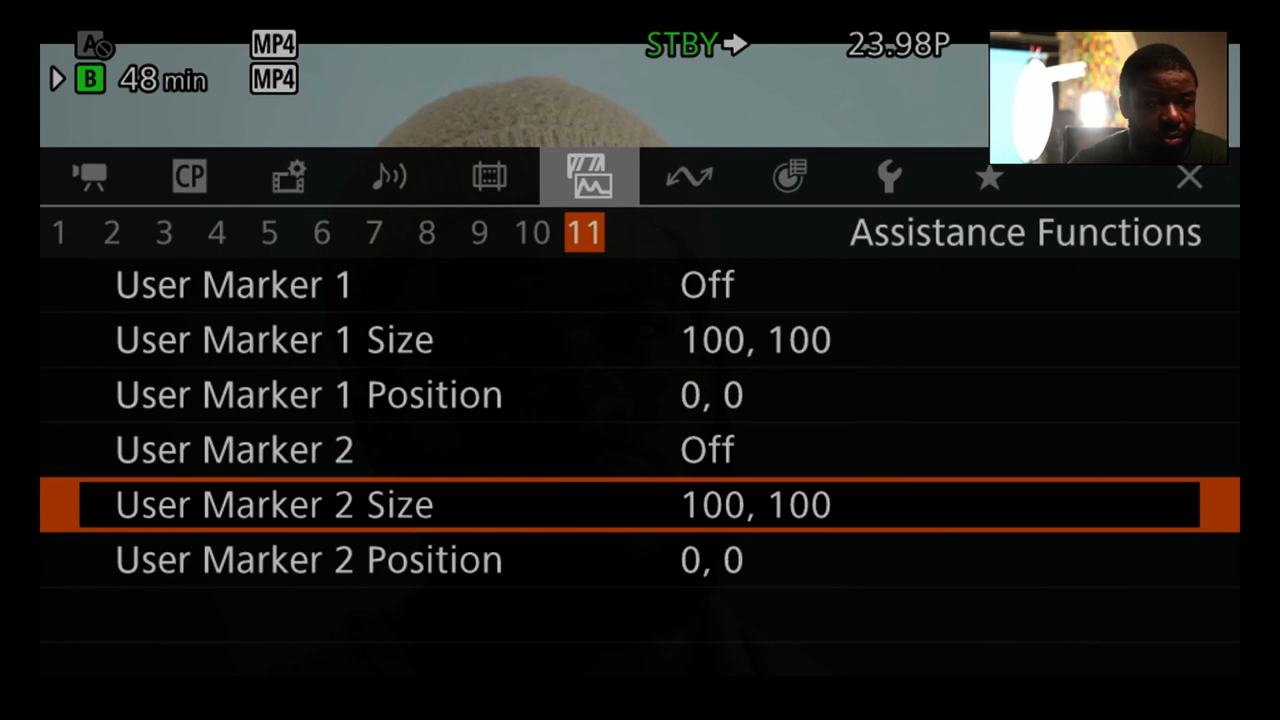 A MP4 STBY 23.98P
B 48 min MP4
CP
1 2 3 4 5 6 7 8 9 10 11 Assistance Functions
User Marker 1 Off
User Marker 1 Size 100, 100
User Marker 1 Position 0, 0
User Marker 2 Off
User Marker 2 Size 100, 100
User Marker 2 Position 0, 0